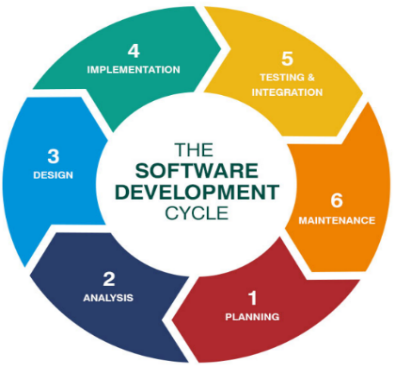 THE
SOFTWARE
DEVELOPMENT
CYCLE
1
PLANNING
2
ANALYSIS
3
DESIGN
4
IMPLEMENTATION
5
TESTING &
INTEGRATION
6
MAINTENANCE